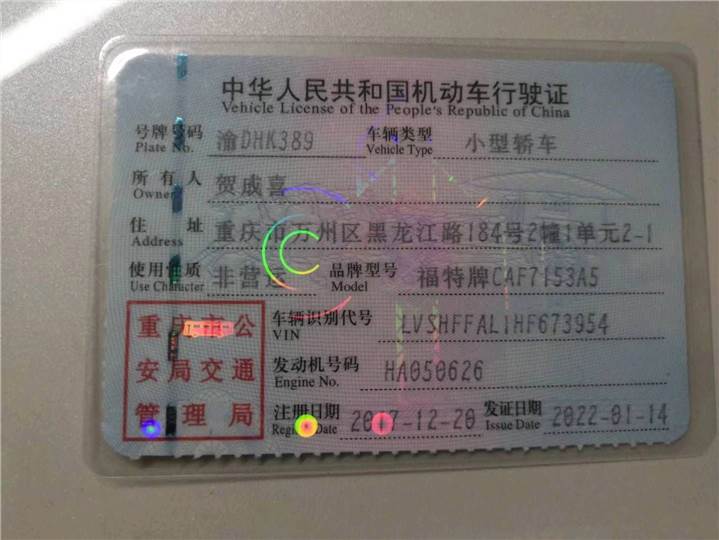 中华人民共和国机动车行驶证
Vehicle License of the People's Republic of China
号牌号码 渝DHK389 车辆类型 小型轿车
Plate No. Vehicle Type
所有人 贺成喜
Owner
住址 重庆市万州区黑龙江路184号2幢1单元2-1
Address
使用性质 非营运 品牌型号 福特牌CAF7153A5
Use Character Model
重庆市公 车辆识别代号 LVSHFFAL1HF673954
VIN
安局交通 发动机号码 HA050626
Engine No.
管理局 注册日期 2017-12-20 发证日期 2022-01-14
Register Date Issue Date